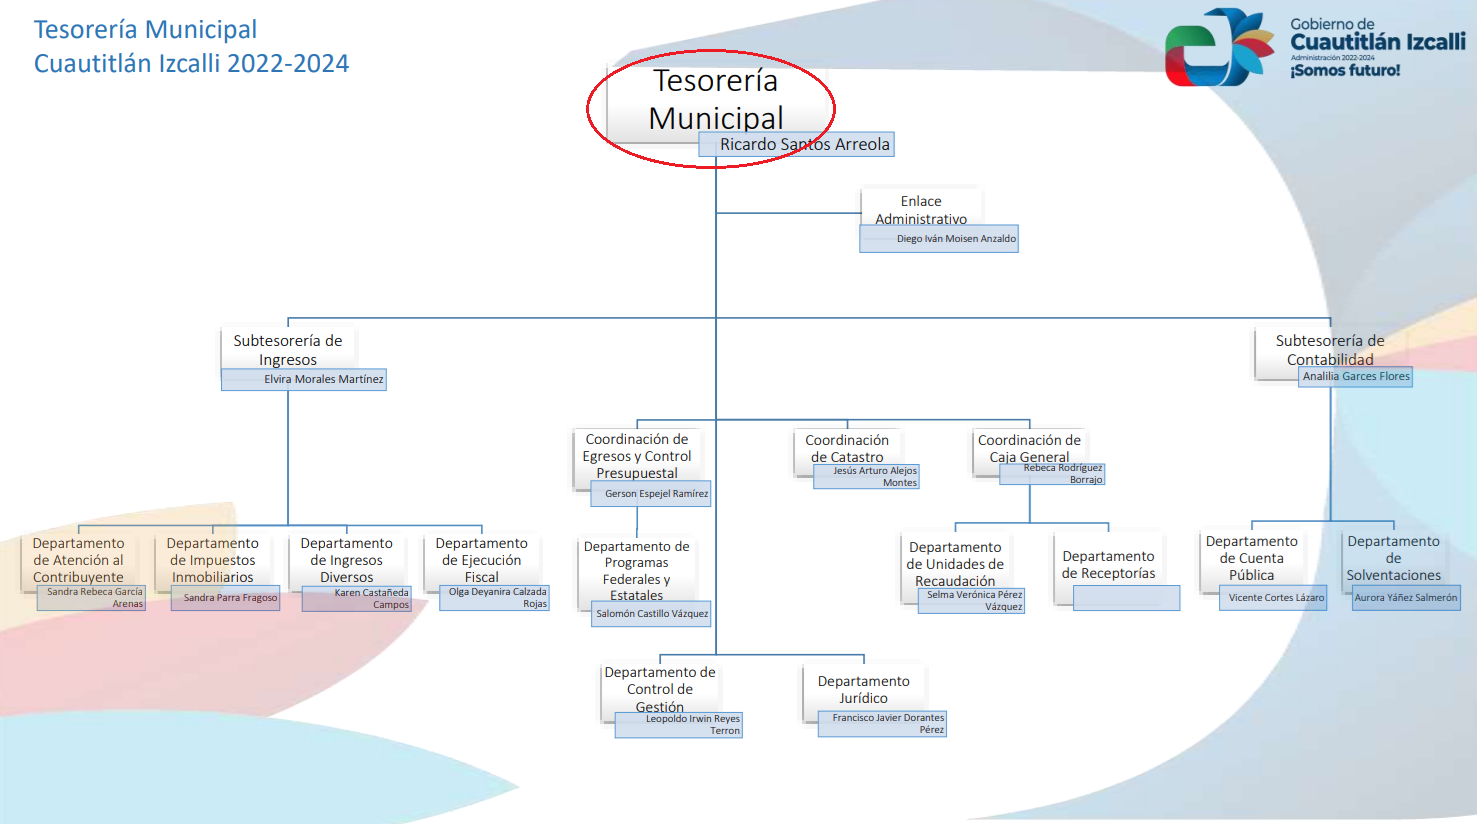 Tesorería Municipal
Cuautitlán Izcalli 2022-2024
Gobierno de
Cuautitlán Izcalli
Administración 2022-2024
¡Somos futuro!
Tesorería
Municipal
Ricardo Santos Arreola
Enlace
Administrativo
Diego Iván Moisen Anzaldo
Subtesorería de
Ingresos
Elvira Morales Martínez
Subtesorería de
Contabilidad
Analilia Garces Flores
Coordinación de
Egresos y Control
Presupuestal
Gerson Espejel Ramírez
Coordinación
de Catastro
Jesús Arturo Alejos
Montes
Coordinación de
Caja General
Rebeca Rodríguez
Borrajo
Departamento
de Atención al
Contribuyente
Sandra Rebeca García
Arenas
Departamento
de Impuestos
Inmobiliarios
Sandra Parra Fragoso
Departamento
de Ingresos
Diversos
Karen Castañeda
Campos
Departamento
de Ejecución
Fiscal
Olga Deyanira Calzada
Rojas
Departamento de
Programas
Federales y
Estatales
Salomón Castillo Vázquez
Departamento
de Unidades de
Recaudación
Selma Verónica Pérez
Vázquez
Departamento
de Receptorías
Departamento
de Cuenta
Pública
Vicente Cortes Lázaro
Departamento
de
Solventaciones
Aurora Yáñez Salmerón
Departamento de
Control de
Gestión
Leopoldo Irwin Reyes
Terron
Departamento
Jurídico
Francisco Javier Dorantes
Pérez